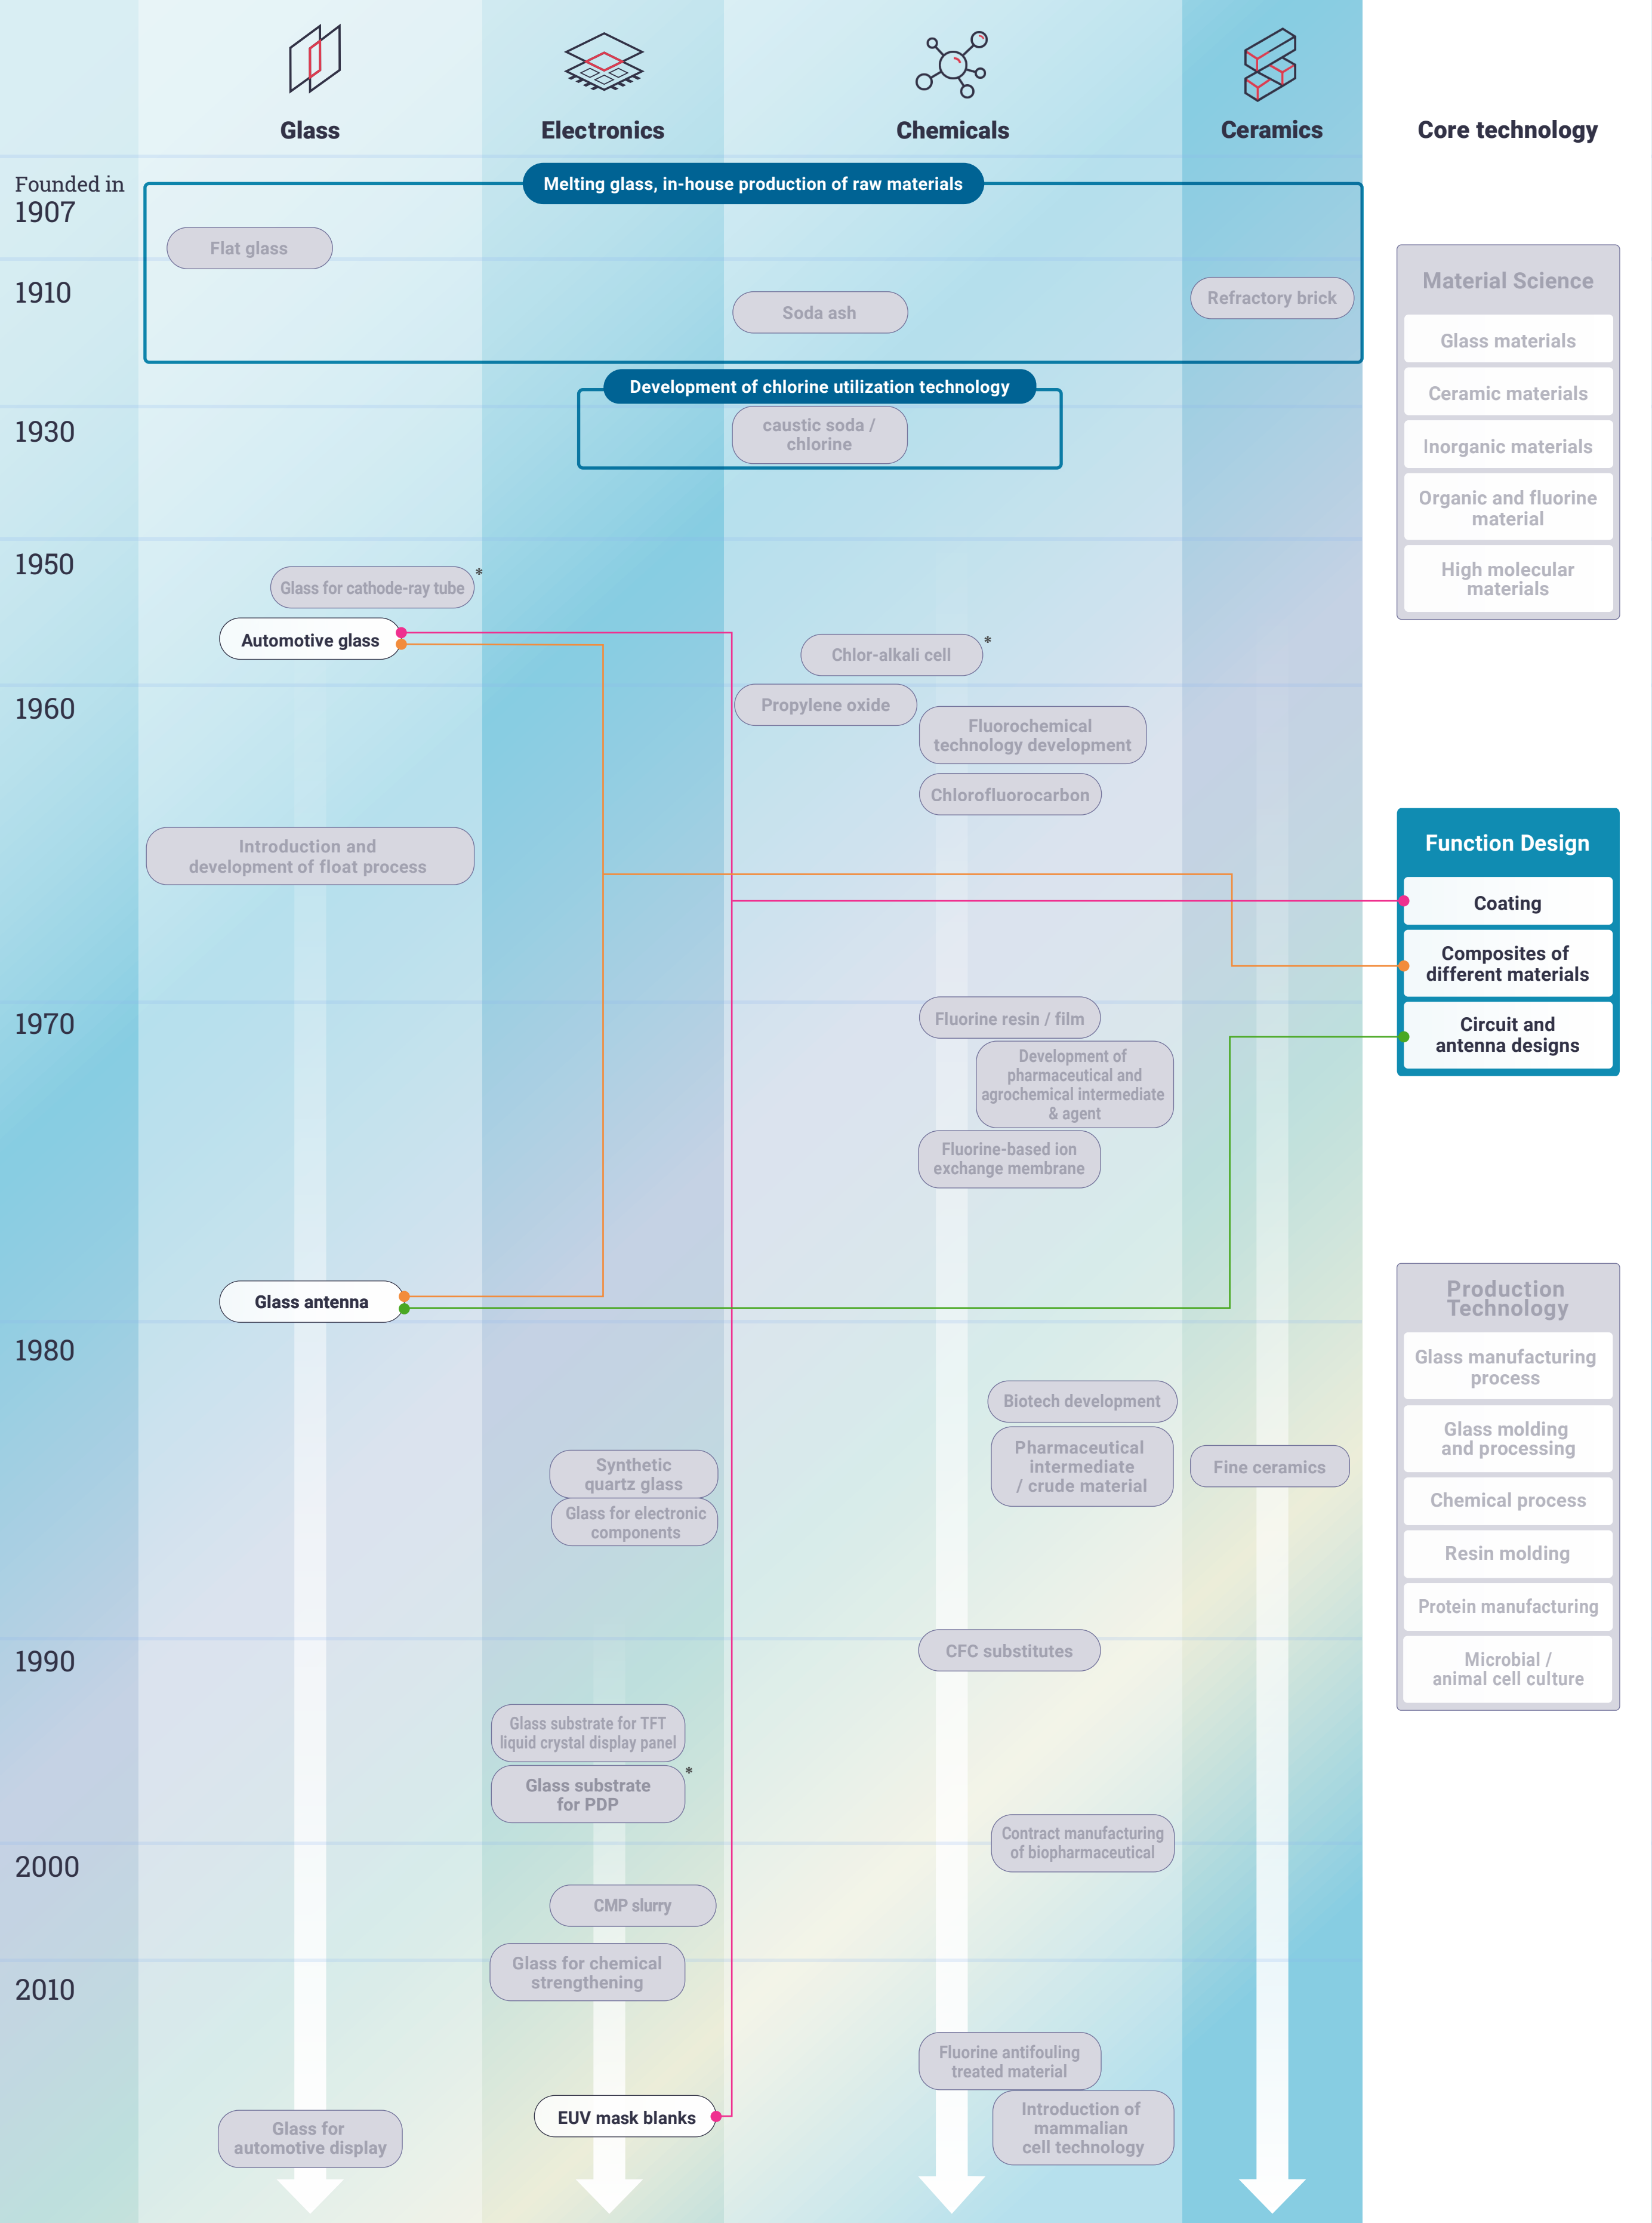 Glass
Electronics
Chemicals
Ceramics
Core technology
Founded in
1907
Melting glass, in-house production of raw materials
Flat glass
1910
Soda ash
Refractory brick
Development of chlorine utilization technology
1930
caustic soda /
chlorine
1950
Glass for cathode-ray tube
*
Automotive glass
Chlor-alkali cell
*
1960
Propylene oxide
Fluorochemical
technology development
Chlorofluorocarbon
Introduction and
development of float process
1970
Fluorine resin / film
Development of
pharmaceutical and
agrochemical intermediate
& agent
Fluorine-based ion
exchange membrane
Glass antenna
1980
Biotech development
Synthetic
quartz glass
Pharmaceutical
intermediate
/ crude material
Fine ceramics
Glass for electronic
components
1990
CFC substitutes
Glass substrate for TFT
liquid crystal display panel
Glass substrate
for PDP
*
Contract manufacturing
of biopharmaceutical
2000
CMP slurry
Glass for chemical
strengthening
2010
Fluorine antifouling
treated material
EUV mask blanks
Introduction of
mammalian
cell technology
Glass for
automotive display
Material Science
Glass materials
Ceramic materials
Inorganic materials
Organic and fluorine
material
High molecular
materials
Function Design
Coating
Composites of
different materials
Circuit and
antenna designs
Production
Technology
Glass manufacturing
process
Glass molding
and processing
Chemical process
Resin molding
Protein manufacturing
Microbial /
animal cell culture